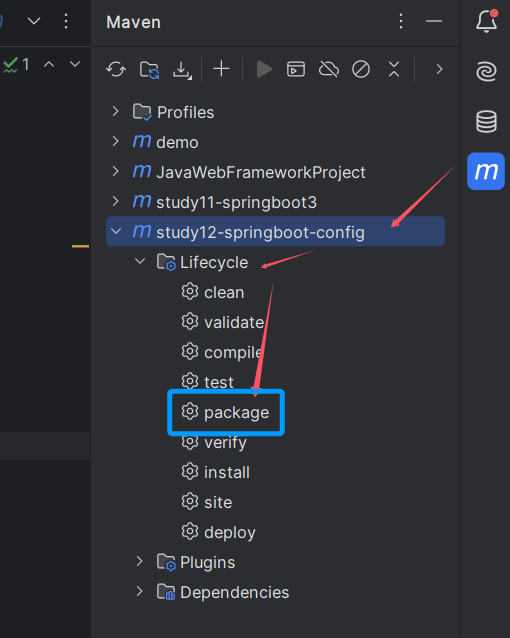 Maven
1
Profiles
demo
JavaWebFrameworkProject
study11-springboot3
study12-springboot-config
Lifecycle
clean
validate
compile
test
package
verify
install
site
deploy
Plugins
Dependencies